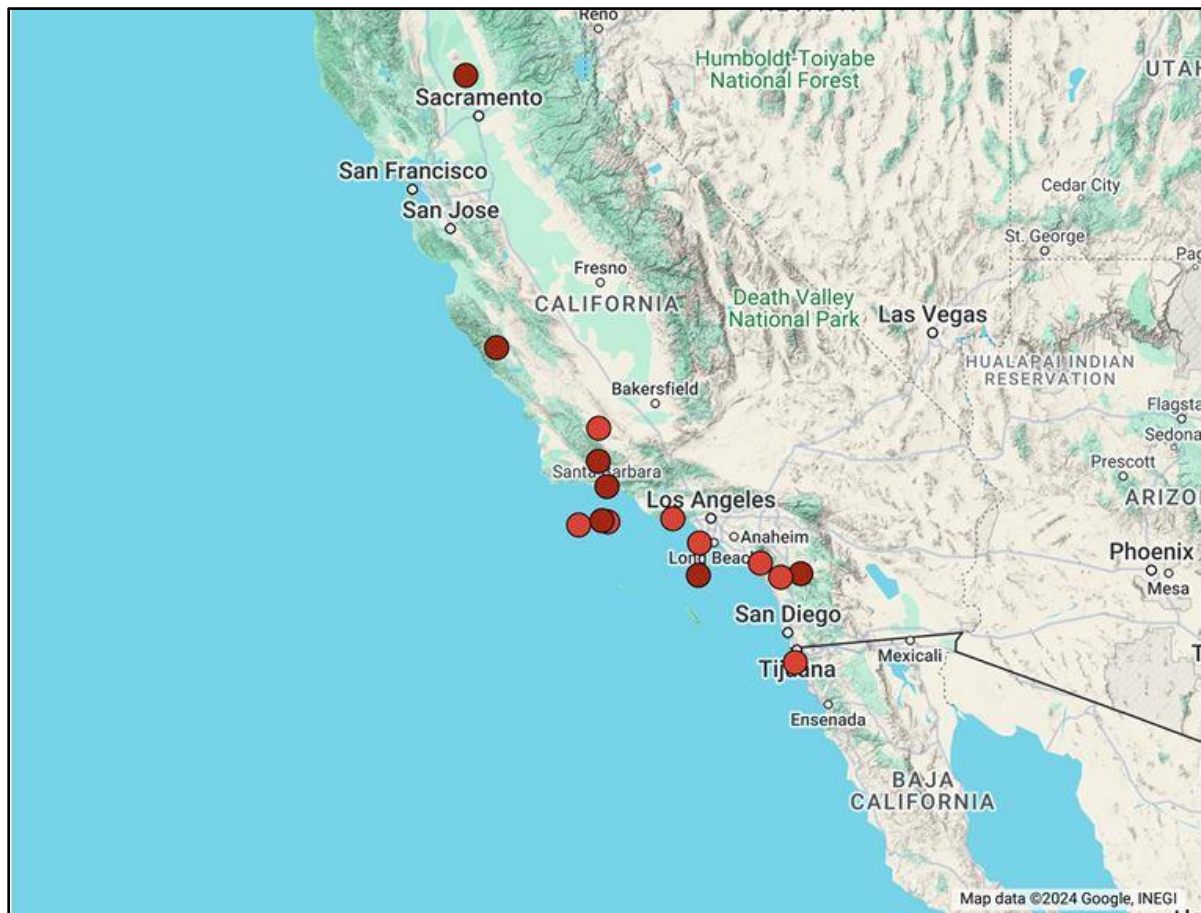 Reno
Humboldt-Toiyabe
National Forest
UTAH
Sacramento
San Francisco
San Jose
Cedar City
St. George
Fresno
CALIFORNIA
Death Valley
National Park
Las Vegas
HUALAPAI INDIAN
RESERVATION
Bakersfield
Flagsta
Sedona
Santa Barbara
Prescott
ARIZO
Los Angeles
Anaheim
Long Beach
Phoenix
Mesa
San Diego
Mexicali
Tijuana
Ensenada
BAJA
CALIFORNIA
Map data ©2024 Google, INEGI